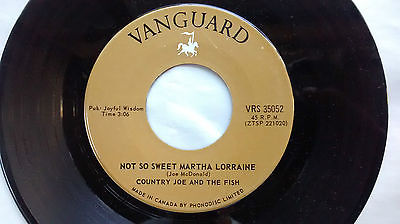 VANGUARD
Pub: Joyful Wisdom
Time 3:06
VRS 35052
45 R.P.M.
(ZTSP 221020)
NOT SO SWEET MARTHA LORRAINE
(Joe McDonald)
COUNTRY JOE AND THE FISH
MADE IN CANADA BY PHONODISC LIMITED